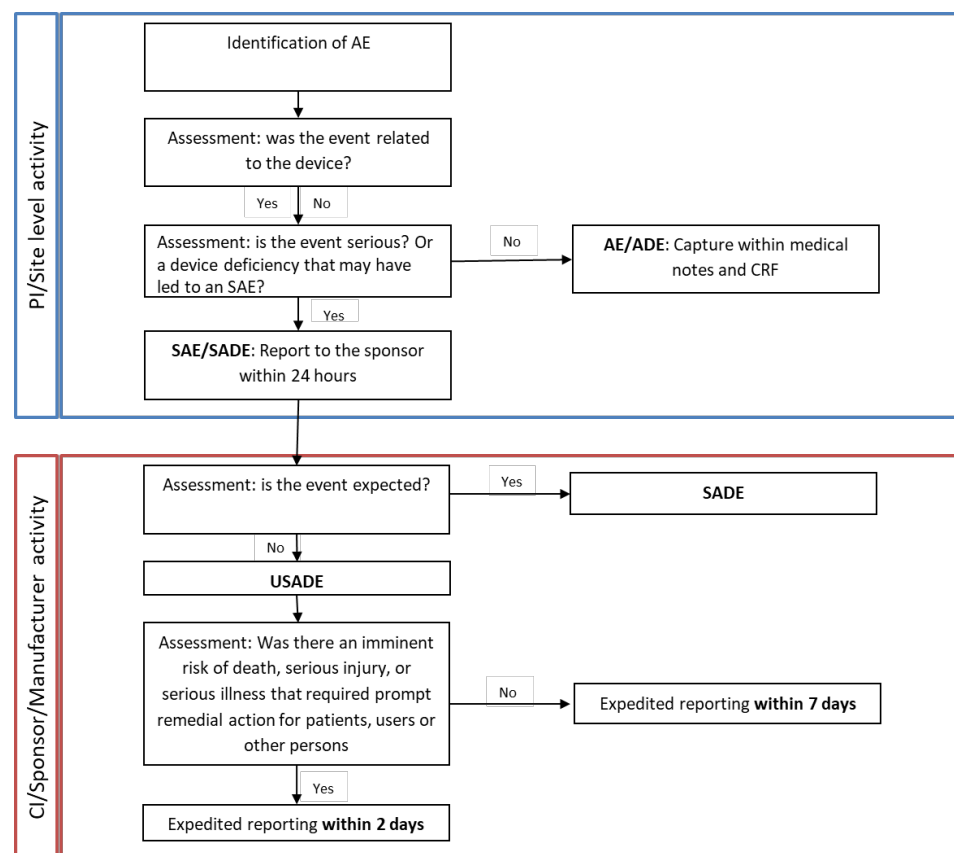 PI/Site level activity
Identification of AE
Assessment: was the event related
to the device?
Yes
No
Assessment: is the event serious? Or
a device deficiency that may have
led to an SAE?
No
AE/ADE: Capture within medical
notes and CRF
Yes
SAE/SADE: Report to the sponsor
within 24 hours
CI/Sponsor/Manufacturer activity
Assessment: is the event expected?
Yes
SADE
No
USADE
Assessment: Was there an imminent
risk of death, serious injury, or
serious illness that required prompt
remedial action for patients, users or
other persons
No
Expedited reporting within 7 days
Yes
Expedited reporting within 2 days